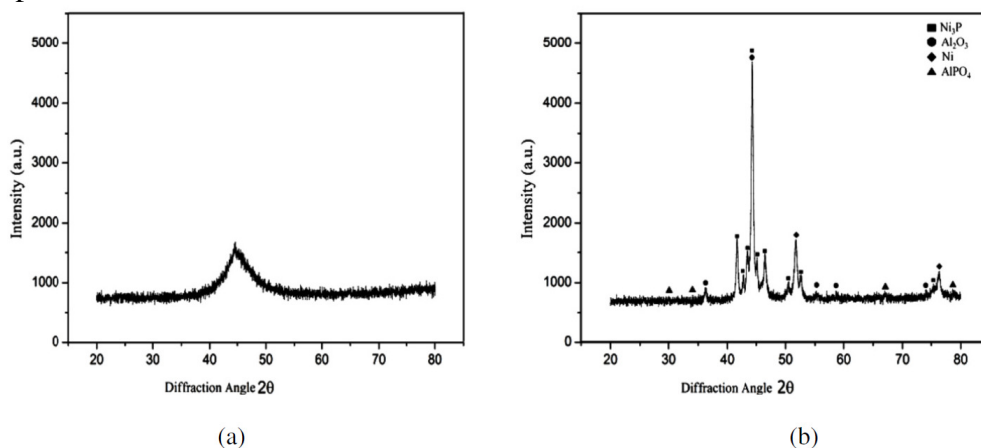 5000
4000
3000
2000
1000
0
Intensity (a.u.)
20 30 40 50 60 70 80
Diffraction Angle 2θ
(a)
5000
4000
3000
2000
1000
0
Intensity (a.u.)
Ni₃P
Al₂O₃
Ni
AlPO₄
20 30 40 50 60 70 80
Diffraction Angle 2θ
(b)